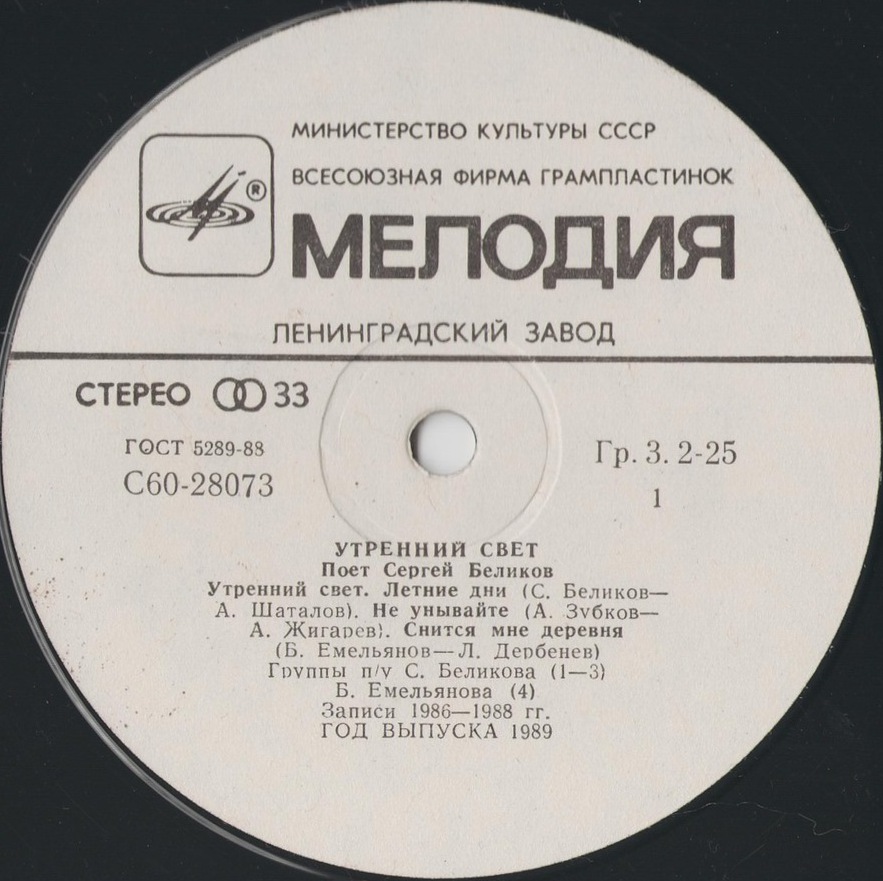 МИНИСТЕРСТВО КУЛЬТУРЫ СССР
ВСЕСОЮЗНАЯ ФИРМА ГРАМПЛАСТИНОК
®
МЕЛОДИЯ
ЛЕНИНГРАДСКИЙ ЗАВОД
СТЕРЕО 33
ГОСТ 5289-88
Гр. 3. 2-25
С60-28073
1
УТРЕННИЙ СВЕТ
Поет Сергей Беликов
Утренний свет. Летние дни (С. Беликов—
А. Шаталов). Не унывайте (А. Зубков—
А. Жигарев). Снится мне деревня
(Б. Емельянов—Л. Дербенев)
Группы п/у С. Беликова (1—3)
Б. Емельянова (4)
Записи 1986—1988 гг.
ГОД ВЫПУСКА 1989